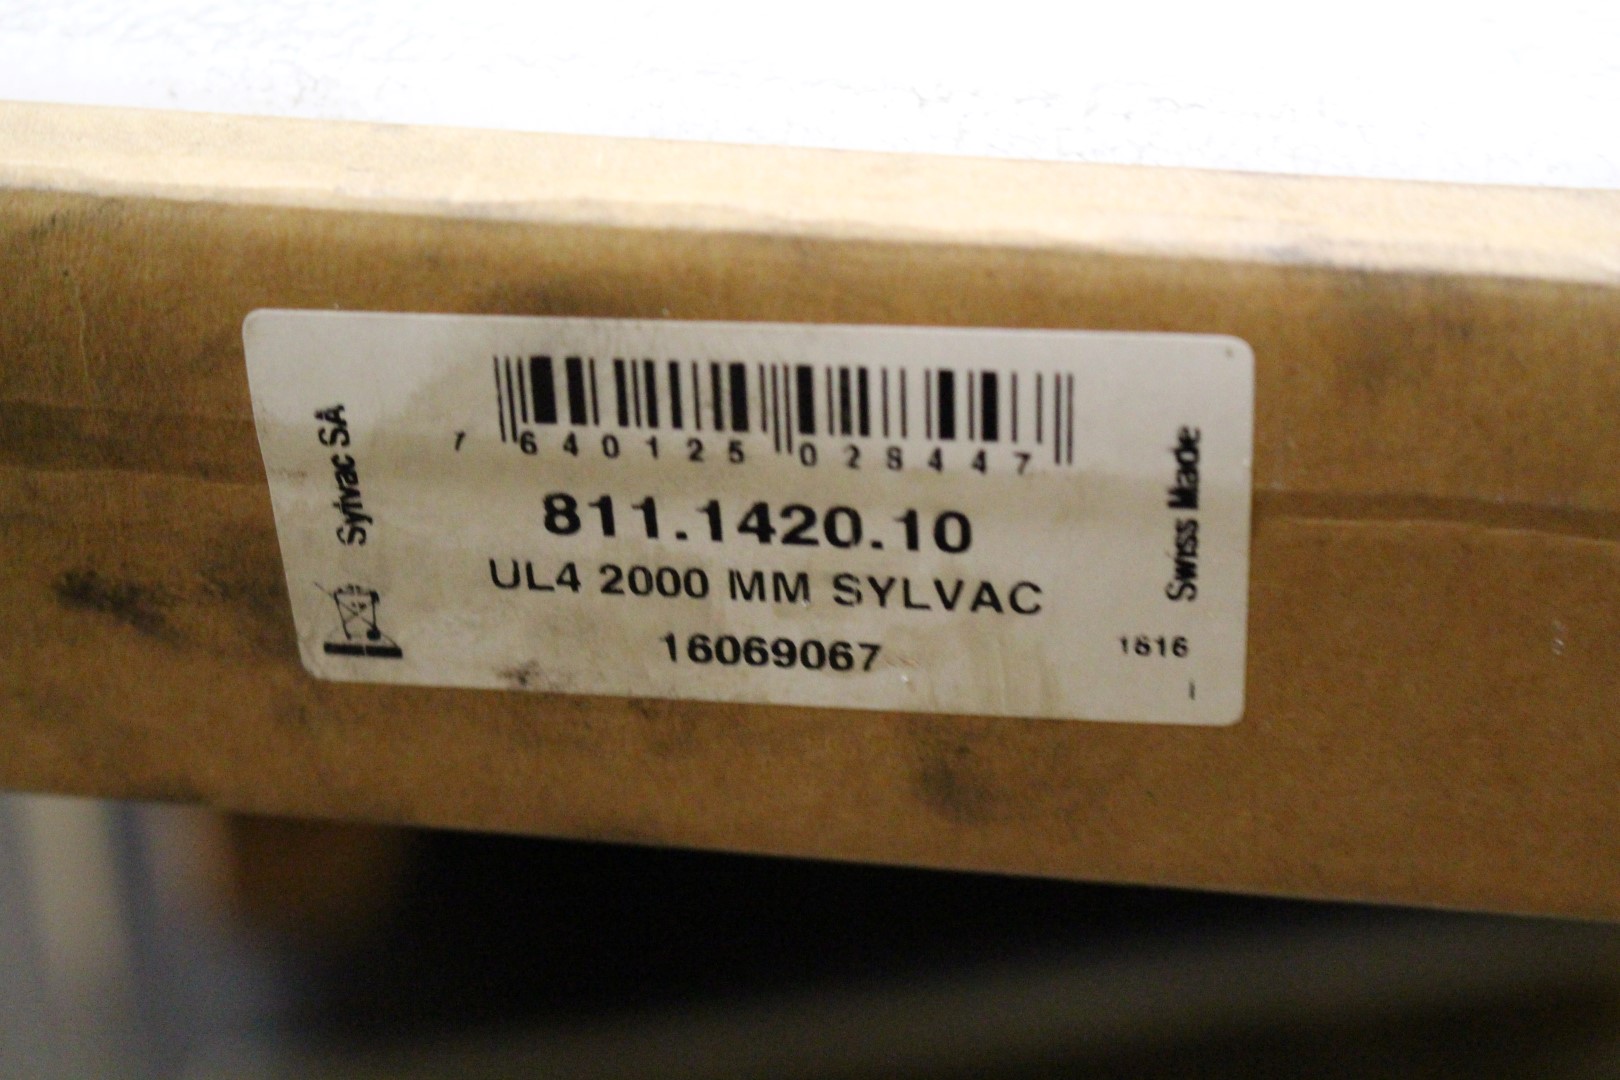 Sylvac SA
7 640125 028447
811.1420.10
UL4 2000 MM SYLVAC
16069067
Swiss Made
1616